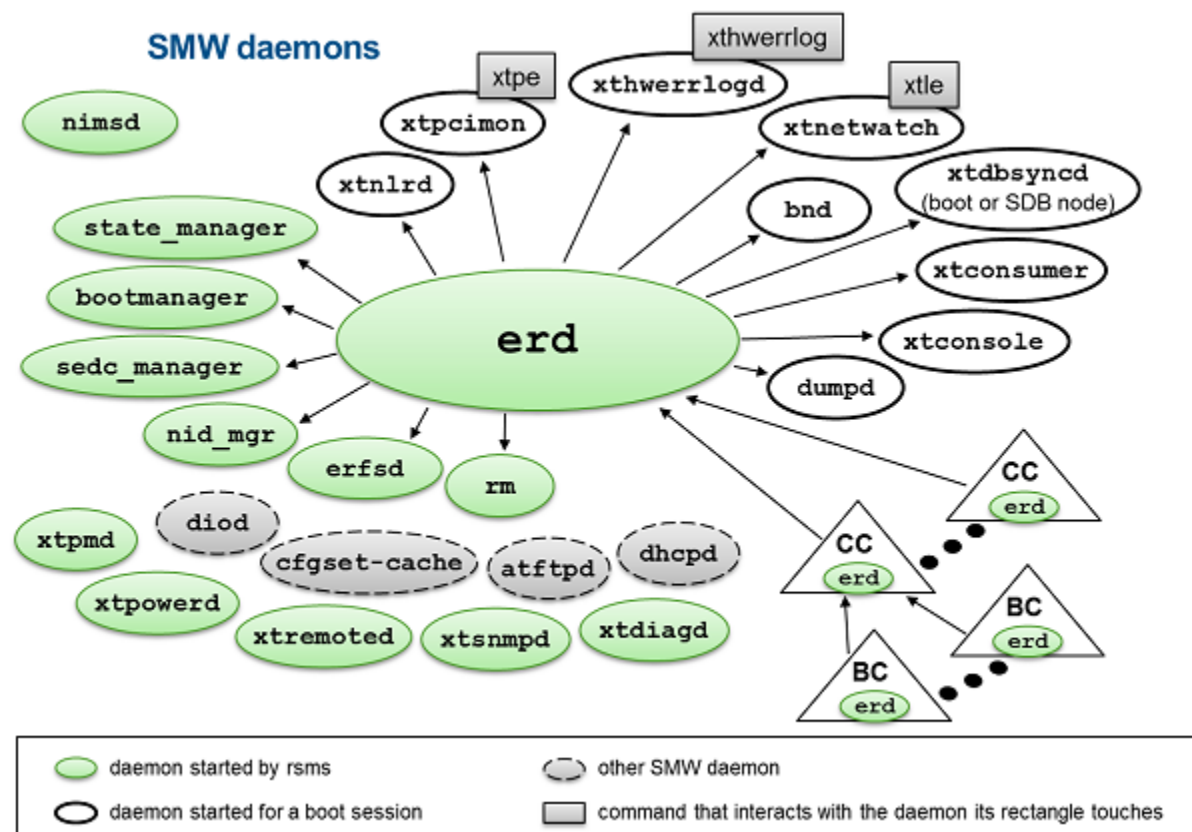 SMW daemons
xthwerrlog
xtpe
xthwerrlogd
xtle
nimsd
xtpcimon
xtnetwatch
xtnlrd
xtdbsyncd
(boot or SDB node)
bnd
state_manager
xtconsumer
bootmanager
erd
xtconsole
sedc_manager
dumpd
nid_mgr
erfsd
rm
CC
erd
diod
xtpmd
cfgset-cache
atftpd
dhcpd
CC
erd
xtpowerd
BC
erd
xtremoted
xtsnmpd
xtdiagd
BC
erd
daemon started by rsms
other SMW daemon
daemon started for a boot session
command that interacts with the daemon its rectangle touches